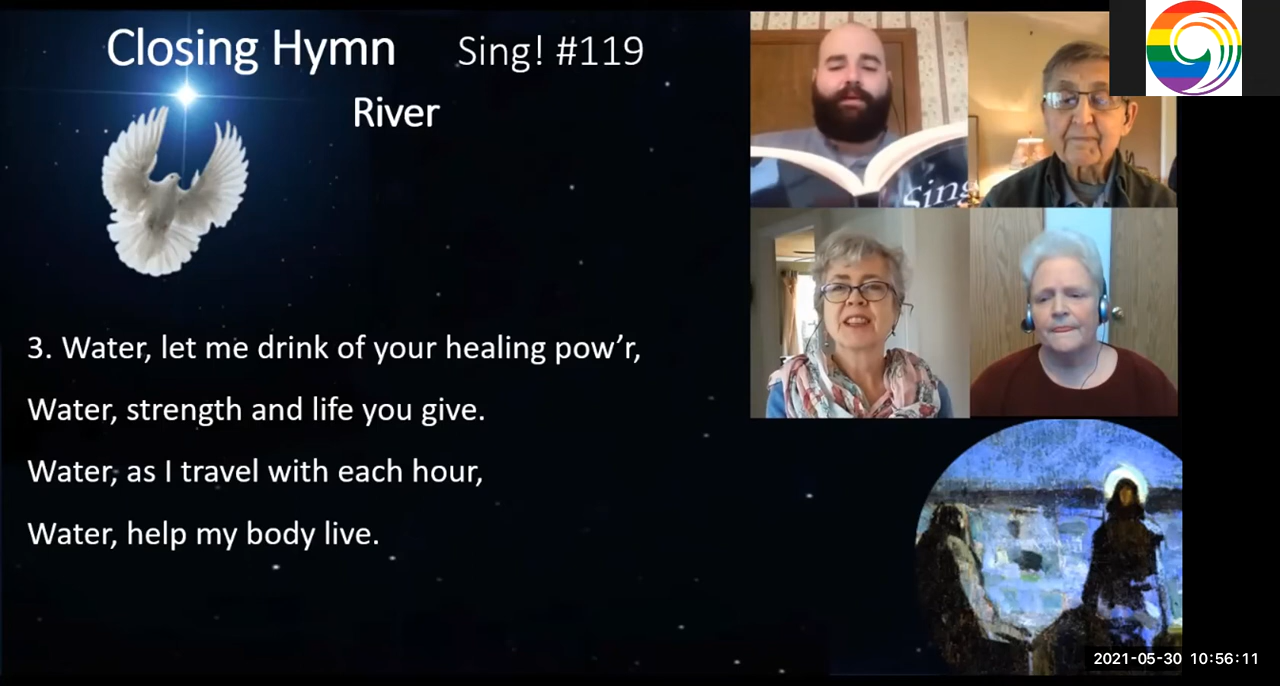 Closing Hymn Sing! #119
River
3. Water, let me drink of your healing pow’r,
Water, strength and life you give.
Water, as I travel with each hour,
Water, help my body live.
Sing
2021-05-30 10:56:11